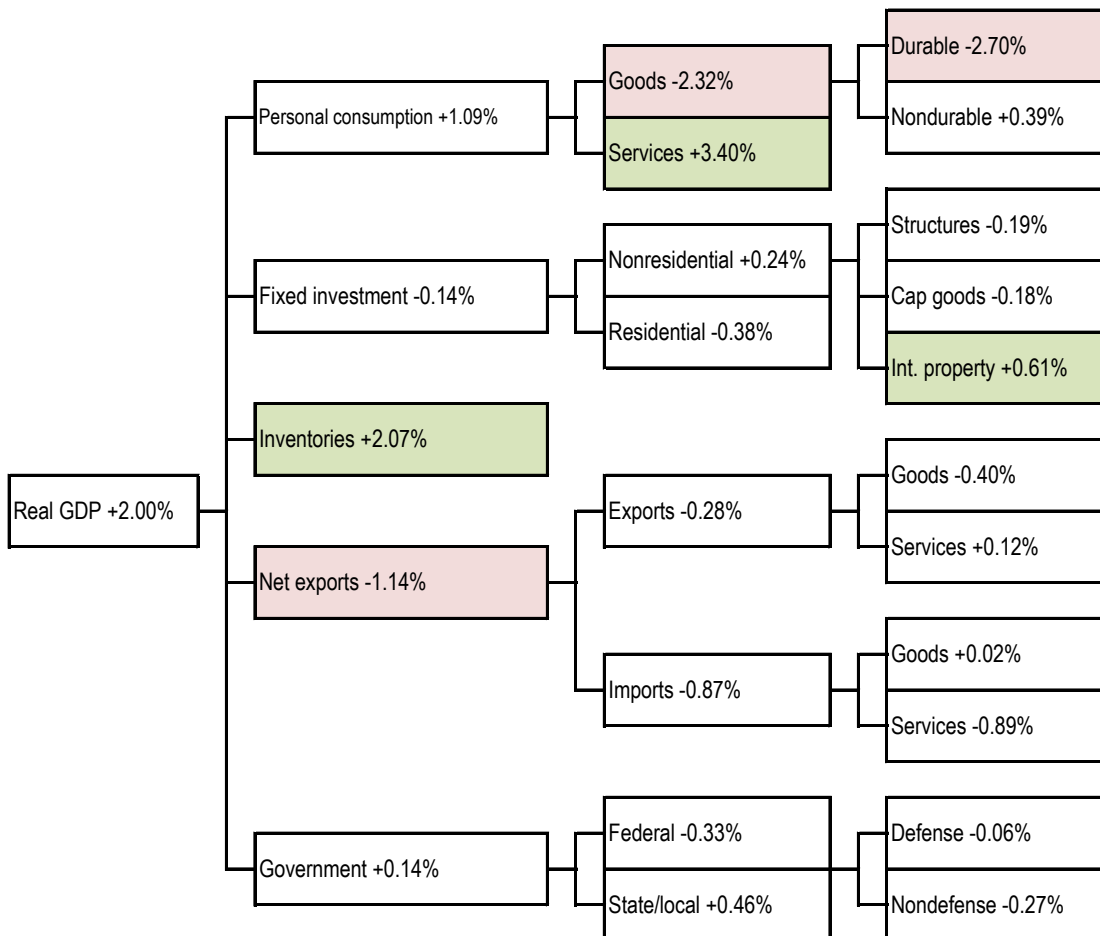 Real GDP +2.00%
Personal consumption +1.09%
Goods -2.32%
Durable -2.70%
Nondurable +0.39%
Services +3.40%
Fixed investment -0.14%
Nonresidential +0.24%
Structures -0.19%
Cap goods -0.18%
Int. property +0.61%
Residential -0.38%
Inventories +2.07%
Net exports -1.14%
Exports -0.28%
Goods -0.40%
Services +0.12%
Imports -0.87%
Goods +0.02%
Services -0.89%
Government +0.14%
Federal -0.33%
Defense -0.06%
Nondefense -0.27%
State/local +0.46%